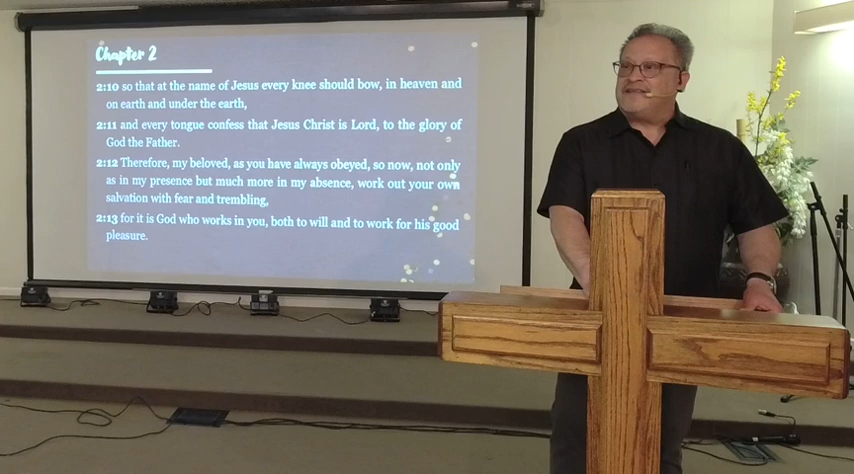 Chapter 2
2:10 so that at the name of Jesus every knee should bow, in heaven and
on earth and under the earth,
2:11 and every tongue confess that Jesus Christ is Lord, to the glory of
God the Father.
2:12 Therefore, my beloved, as you have always obeyed, so now, not only
as in my presence but much more in my absence, work out your own
salvation with fear and trembling,
2:13 for it is God who works in you, both to will and to work for his good
pleasure.